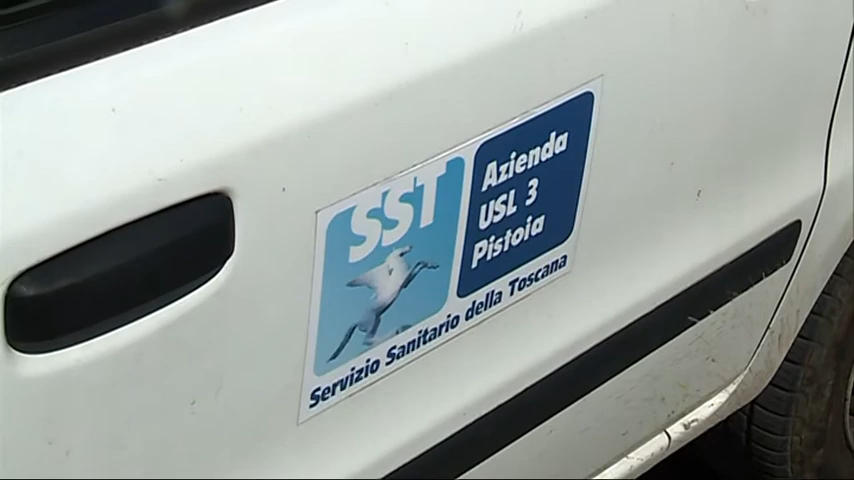 SST
Azienda
USL 3
Pistoia
Servizio Sanitario della Toscana